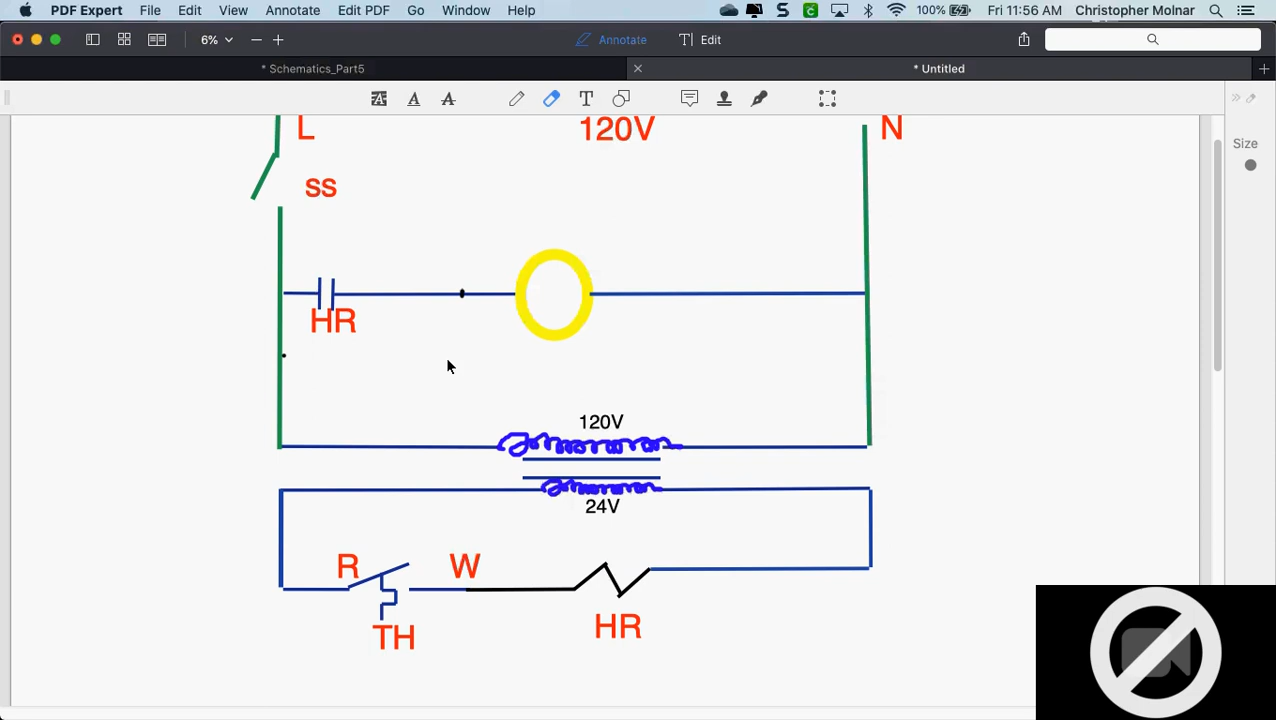 PDF Expert File Edit View Annotate Edit PDF Go Window Help 100% Fri 11:56 AM Christopher Molnar
6% Annotate T Edit
* Schematics_Part5 * Untitled
A A A T
Size
L 120V N
SS
HR
120V
24V
R W
TH HR